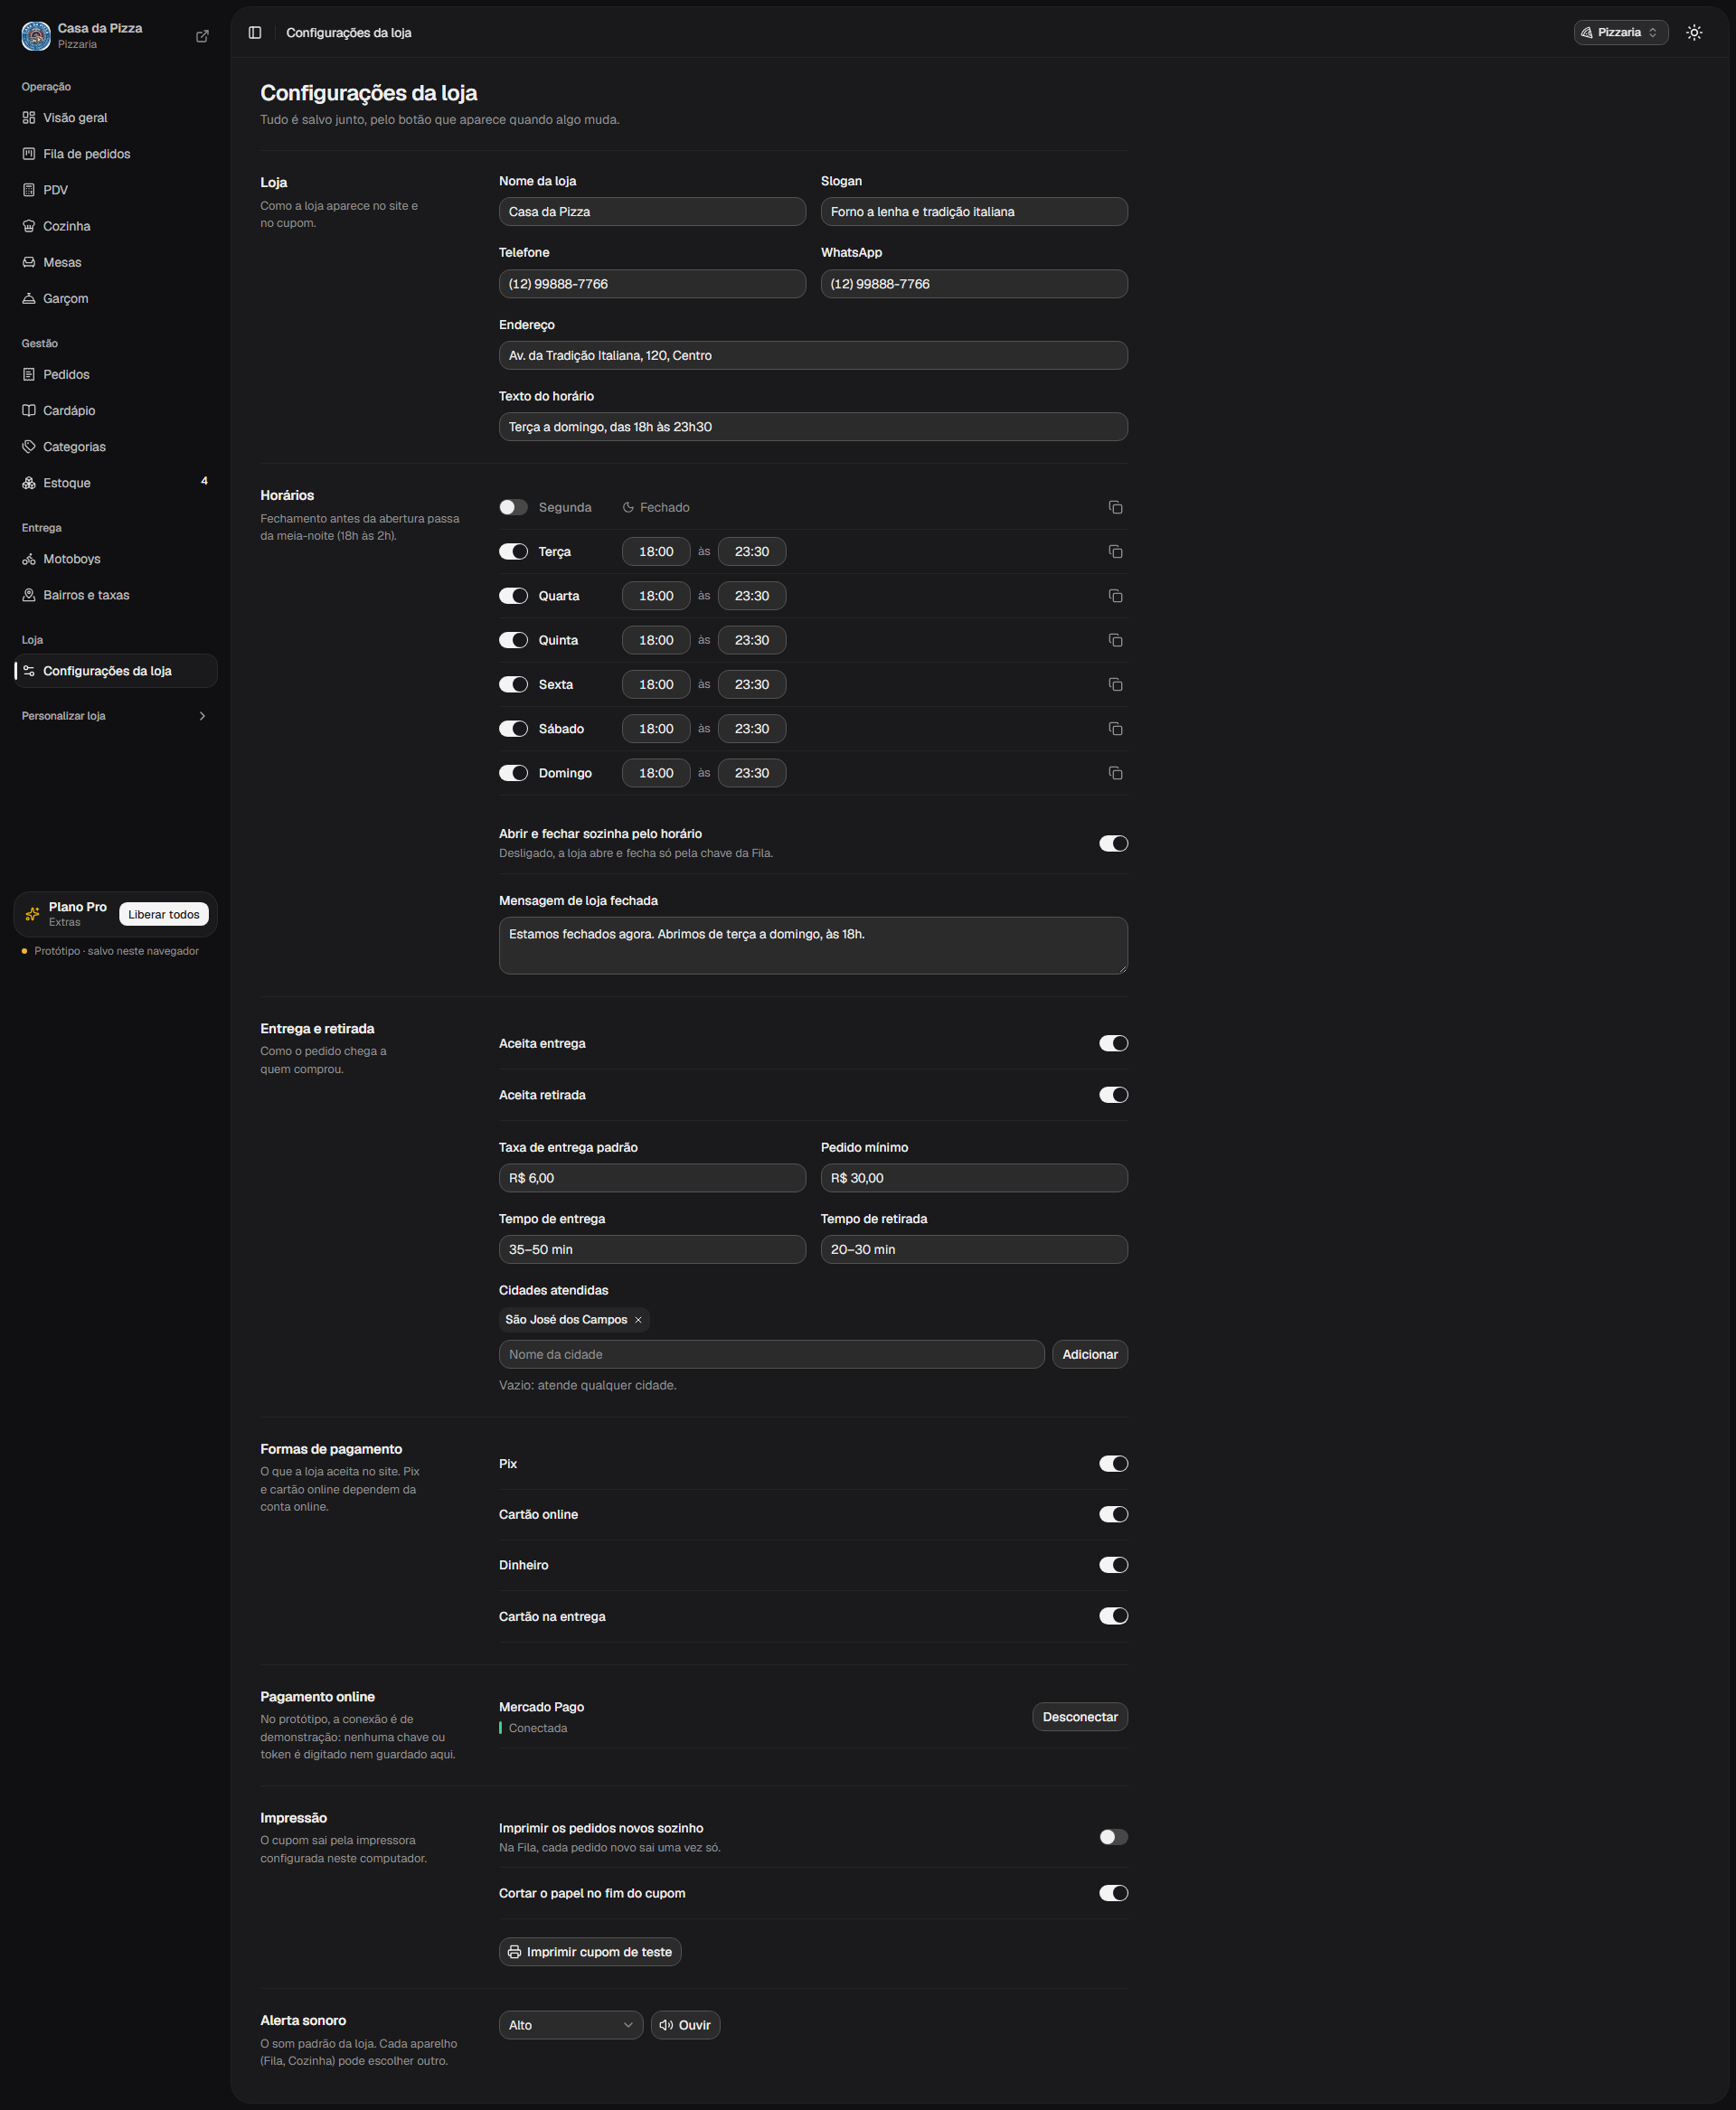 Casa da Pizza
Pizzaria
Operação
Visão geral
Fila de pedidos
PDV
Cozinha
Mesas
Garçom
Gestão
Pedidos
Cardápio
Categorias
Estoque 4
Entrega
Motoboys
Bairros e taxas
Loja
Configurações da loja
Personalizar loja
Plano Pro
Extras
Liberar todos
Protótipo · salvo neste navegador
Configurações da loja
Pizzaria
Configurações da loja
Tudo é salvo junto, pelo botão que aparece quando algo muda.
Loja
Como a loja aparece no site e
no cupom.
Nome da loja
Casa da Pizza
Slogan
Forno a lenha e tradição italiana
Telefone
(12) 99888-7766
WhatsApp
(12) 99888-7766
Endereço
Av. da Tradição Italiana, 120, Centro
Texto do horário
Terça a domingo, das 18h às 23h30
Horários
Fechamento antes da abertura passa
da meia-noite (18h às 2h).
Segunda Fechado
Terça 18:00 às 23:30
Quarta 18:00 às 23:30
Quinta 18:00 às 23:30
Sexta 18:00 às 23:30
Sábado 18:00 às 23:30
Domingo 18:00 às 23:30
Abrir e fechar sozinha pelo horário
Desligado, a loja abre e fecha só pela chave da Fila.
Mensagem de loja fechada
Estamos fechados agora. Abrimos de terça a domingo, às 18h.
Entrega e retirada
Como o pedido chega a
quem comprou.
Aceita entrega
Aceita retirada
Taxa de entrega padrão
R$ 6,00
Pedido mínimo
R$ 30,00
Tempo de entrega
35–50 min
Tempo de retirada
20–30 min
Cidades atendidas
São José dos Campos
Nome da cidade
Adicionar
Vazio: atende qualquer cidade.
Formas de pagamento
O que a loja aceita no site. Pix
e cartão online dependem da
conta online.
Pix
Cartão online
Dinheiro
Cartão na entrega
Pagamento online
No protótipo, a conexão é de
demonstração: nenhuma chave ou
token é digitado nem guardado aqui.
Mercado Pago
Conectada
Desconectar
Impressão
O cupom sai pela impressora
configurada neste computador.
Imprimir os pedidos novos sozinho
Na Fila, cada pedido novo sai uma vez só.
Cortar o papel no fim do cupom
Imprimir cupom de teste
Alerta sonoro
O som padrão da loja. Cada aparelho
(Fila, Cozinha) pode escolher outro.
Alto
Ouvir